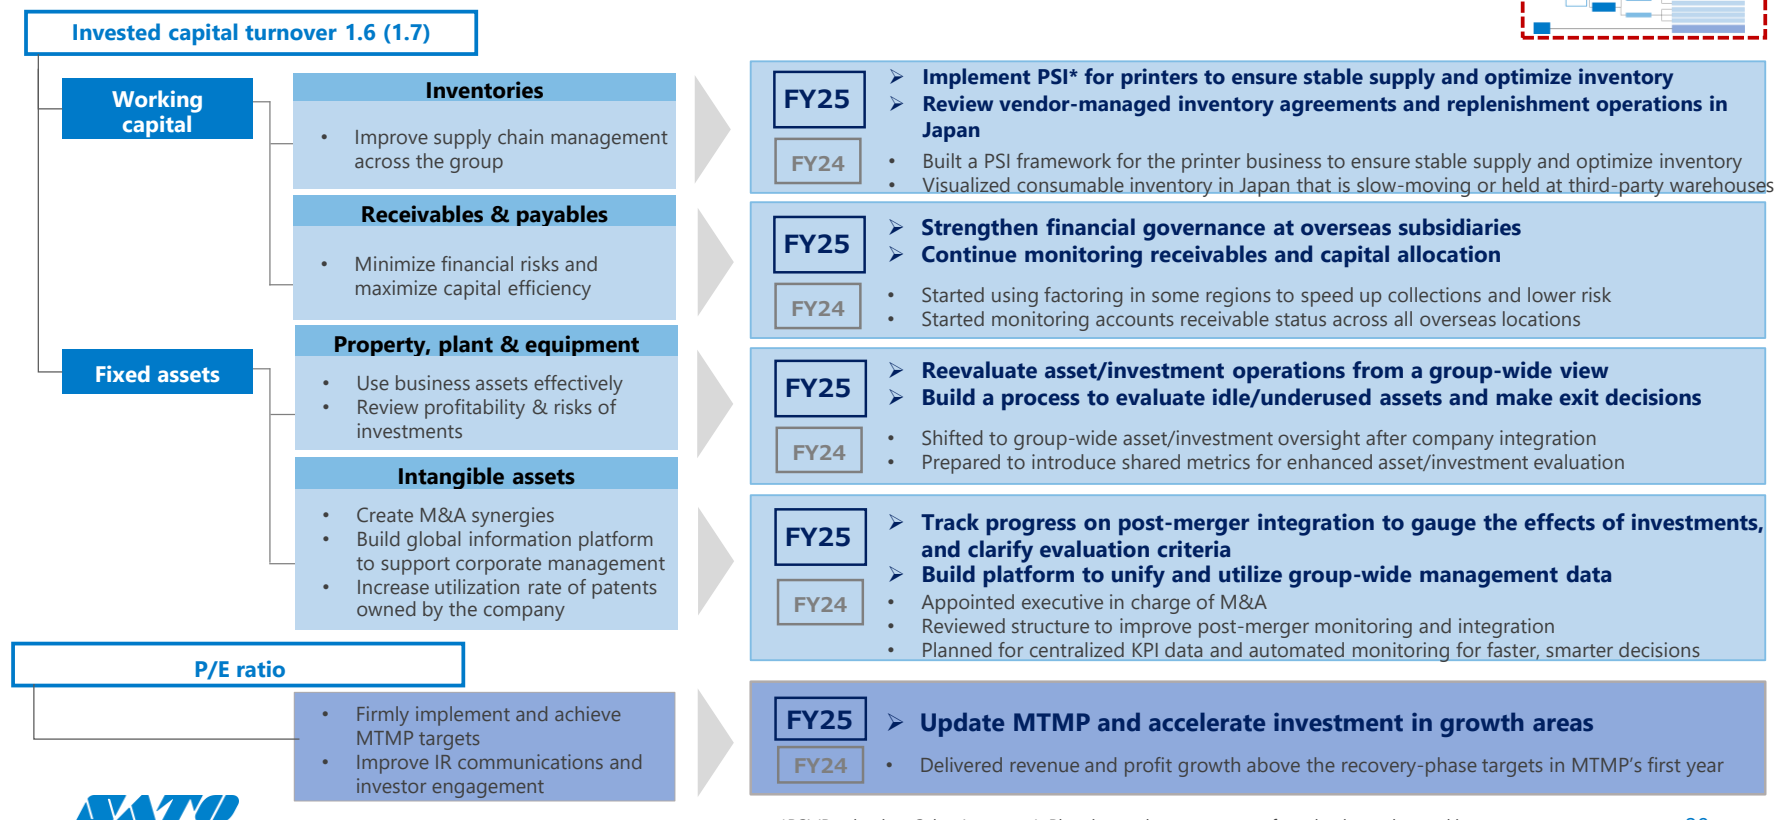 Invested capital turnover 1.6 (1.7)
Working
capital
Inventories
• Improve supply chain management
across the group
FY25
➢ Implement PSI* for printers to ensure stable supply and optimize inventory
➢ Review vendor-managed inventory agreements and replenishment operations in
Japan
FY24
• Built a PSI framework for the printer business to ensure stable supply and optimize inventory
• Visualized consumable inventory in Japan that is slow-moving or held at third-party warehouses
Receivables & payables
• Minimize financial risks and
maximize capital efficiency
FY25
➢ Strengthen financial governance at overseas subsidiaries
➢ Continue monitoring receivables and capital allocation
FY24
• Started using factoring in some regions to speed up collections and lower risk
• Started monitoring accounts receivable status across all overseas locations
Fixed assets
Property, plant & equipment
• Use business assets effectively
• Review profitability & risks of
investments
FY25
➢ Reevaluate asset/investment operations from a group-wide view
➢ Build a process to evaluate idle/underused assets and make exit decisions
FY24
• Shifted to group-wide asset/investment oversight after company integration
• Prepared to introduce shared metrics for enhanced asset/investment evaluation
Intangible assets
• Create M&A synergies
• Build global information platform
to support corporate management
• Increase utilization rate of patents
owned by the company
FY25
➢ Track progress on post-merger integration to gauge the effects of investments,
and clarify evaluation criteria
➢ Build platform to unify and utilize group-wide management data
FY24
• Appointed executive in charge of M&A
• Reviewed structure to improve post-merger monitoring and integration
• Planned for centralized KPI data and automated monitoring for faster, smarter decisions
P/E ratio
• Firmly implement and achieve
MTMP targets
• Improve IR communications and
investor engagement
FY25
➢ Update MTMP and accelerate investment in growth areas
FY24
• Delivered revenue and profit growth above the recovery-phase targets in MTMP's first year
SATO